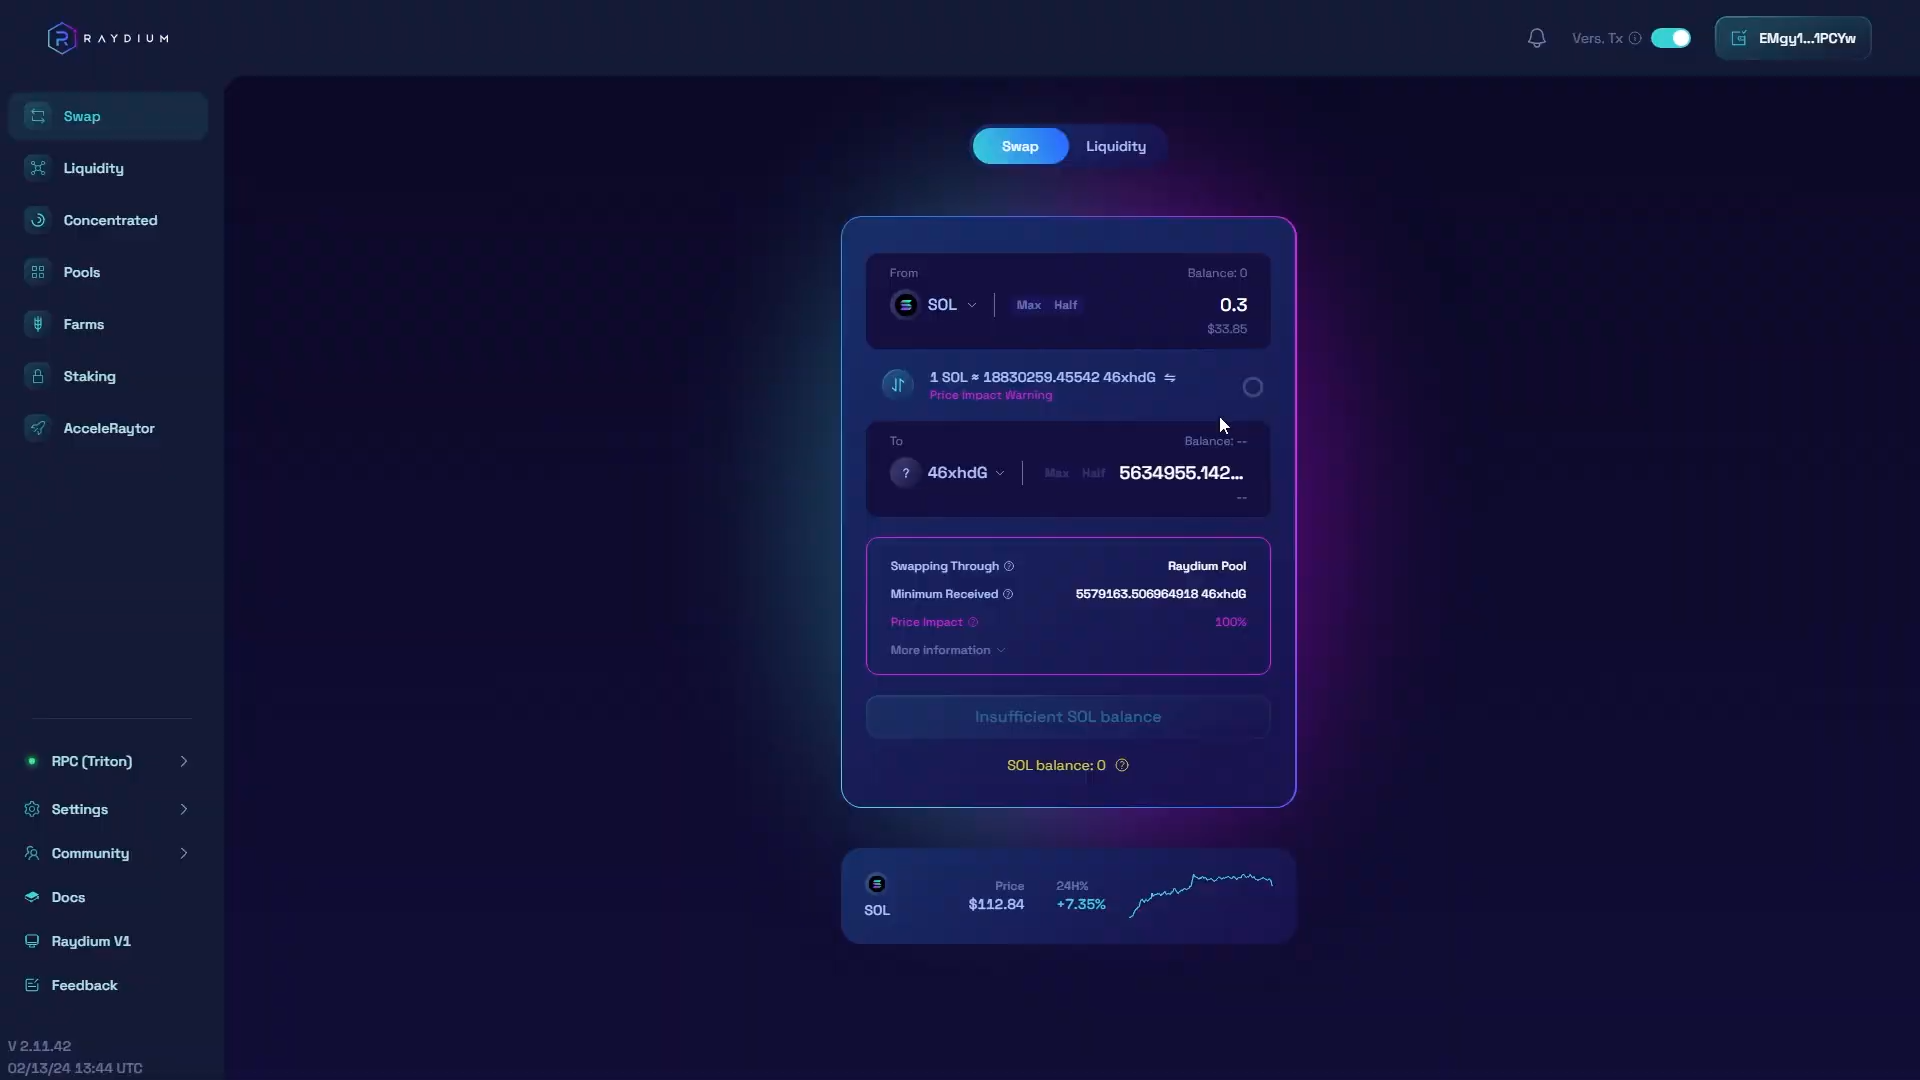 RAYDIUM
Vers. Tx
EMgy1...1PCYw
Swap
Liquidity
Concentrated
Pools
Farms
Staking
AcceleRaytor
RPC (Triton)
Settings
Community
Docs
Raydium V1
Feedback
V 2.11.42
02/13/24 13:44 UTC
Swap Liquidity
From Balance: 0
SOL Max Half 0.3
$33.85
1 SOL ≈ 18830259.45542 46xhdG
Price Impact Warning
To Balance: --
? 46xhdG Max Half 5634955.142...
--
Swapping Through Raydium Pool
Minimum Received 5579163.506964918 46xhdG
Price Impact 100%
More information
Insufficient SOL balance
SOL balance: 0
Price 24H%
$112.84 +7.35%
SOL